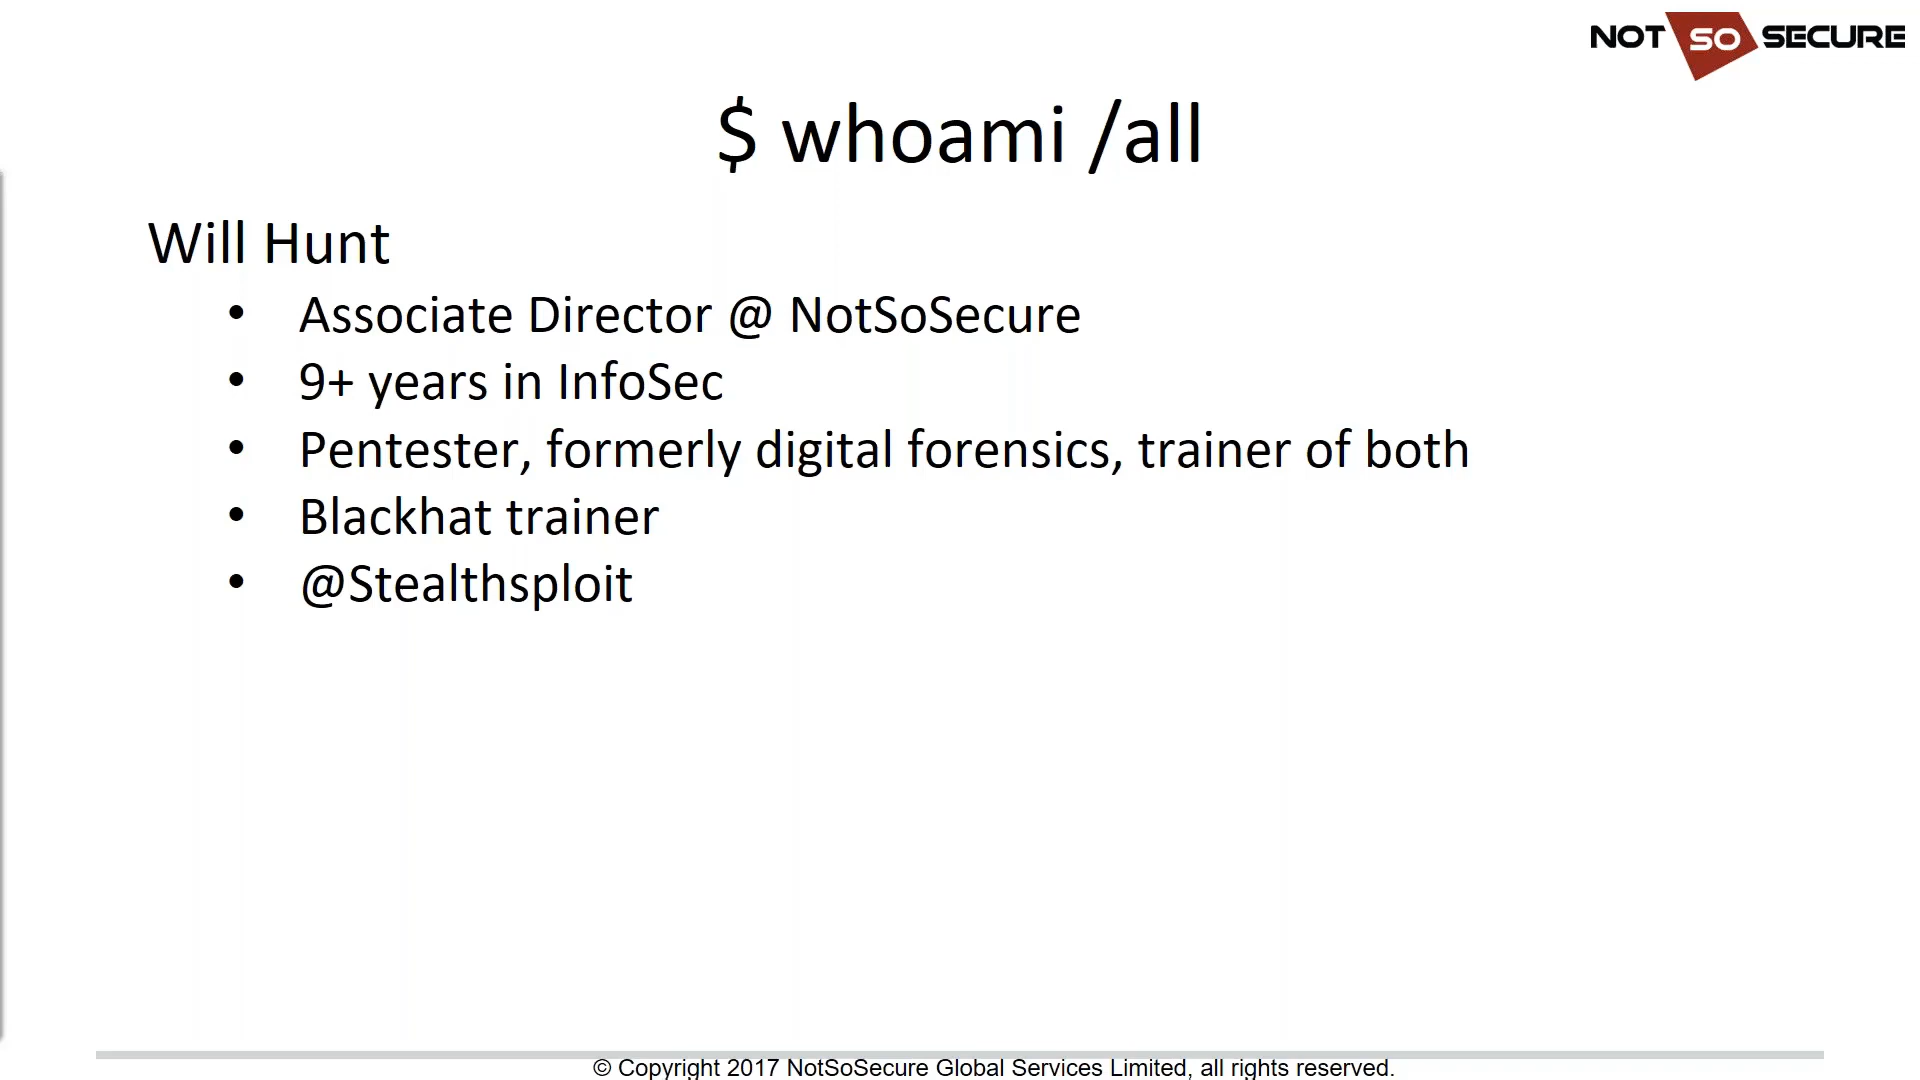 NOT SO SECURE
$ whoami /all
Will Hunt
• Associate Director @ NotSoSecure
• 9+ years in InfoSec
• Pentester, formerly digital forensics, trainer of both
• Blackhat trainer
• @Stealthsploit
© Copyright 2017 NotSoSecure Global Services Limited, all rights reserved.